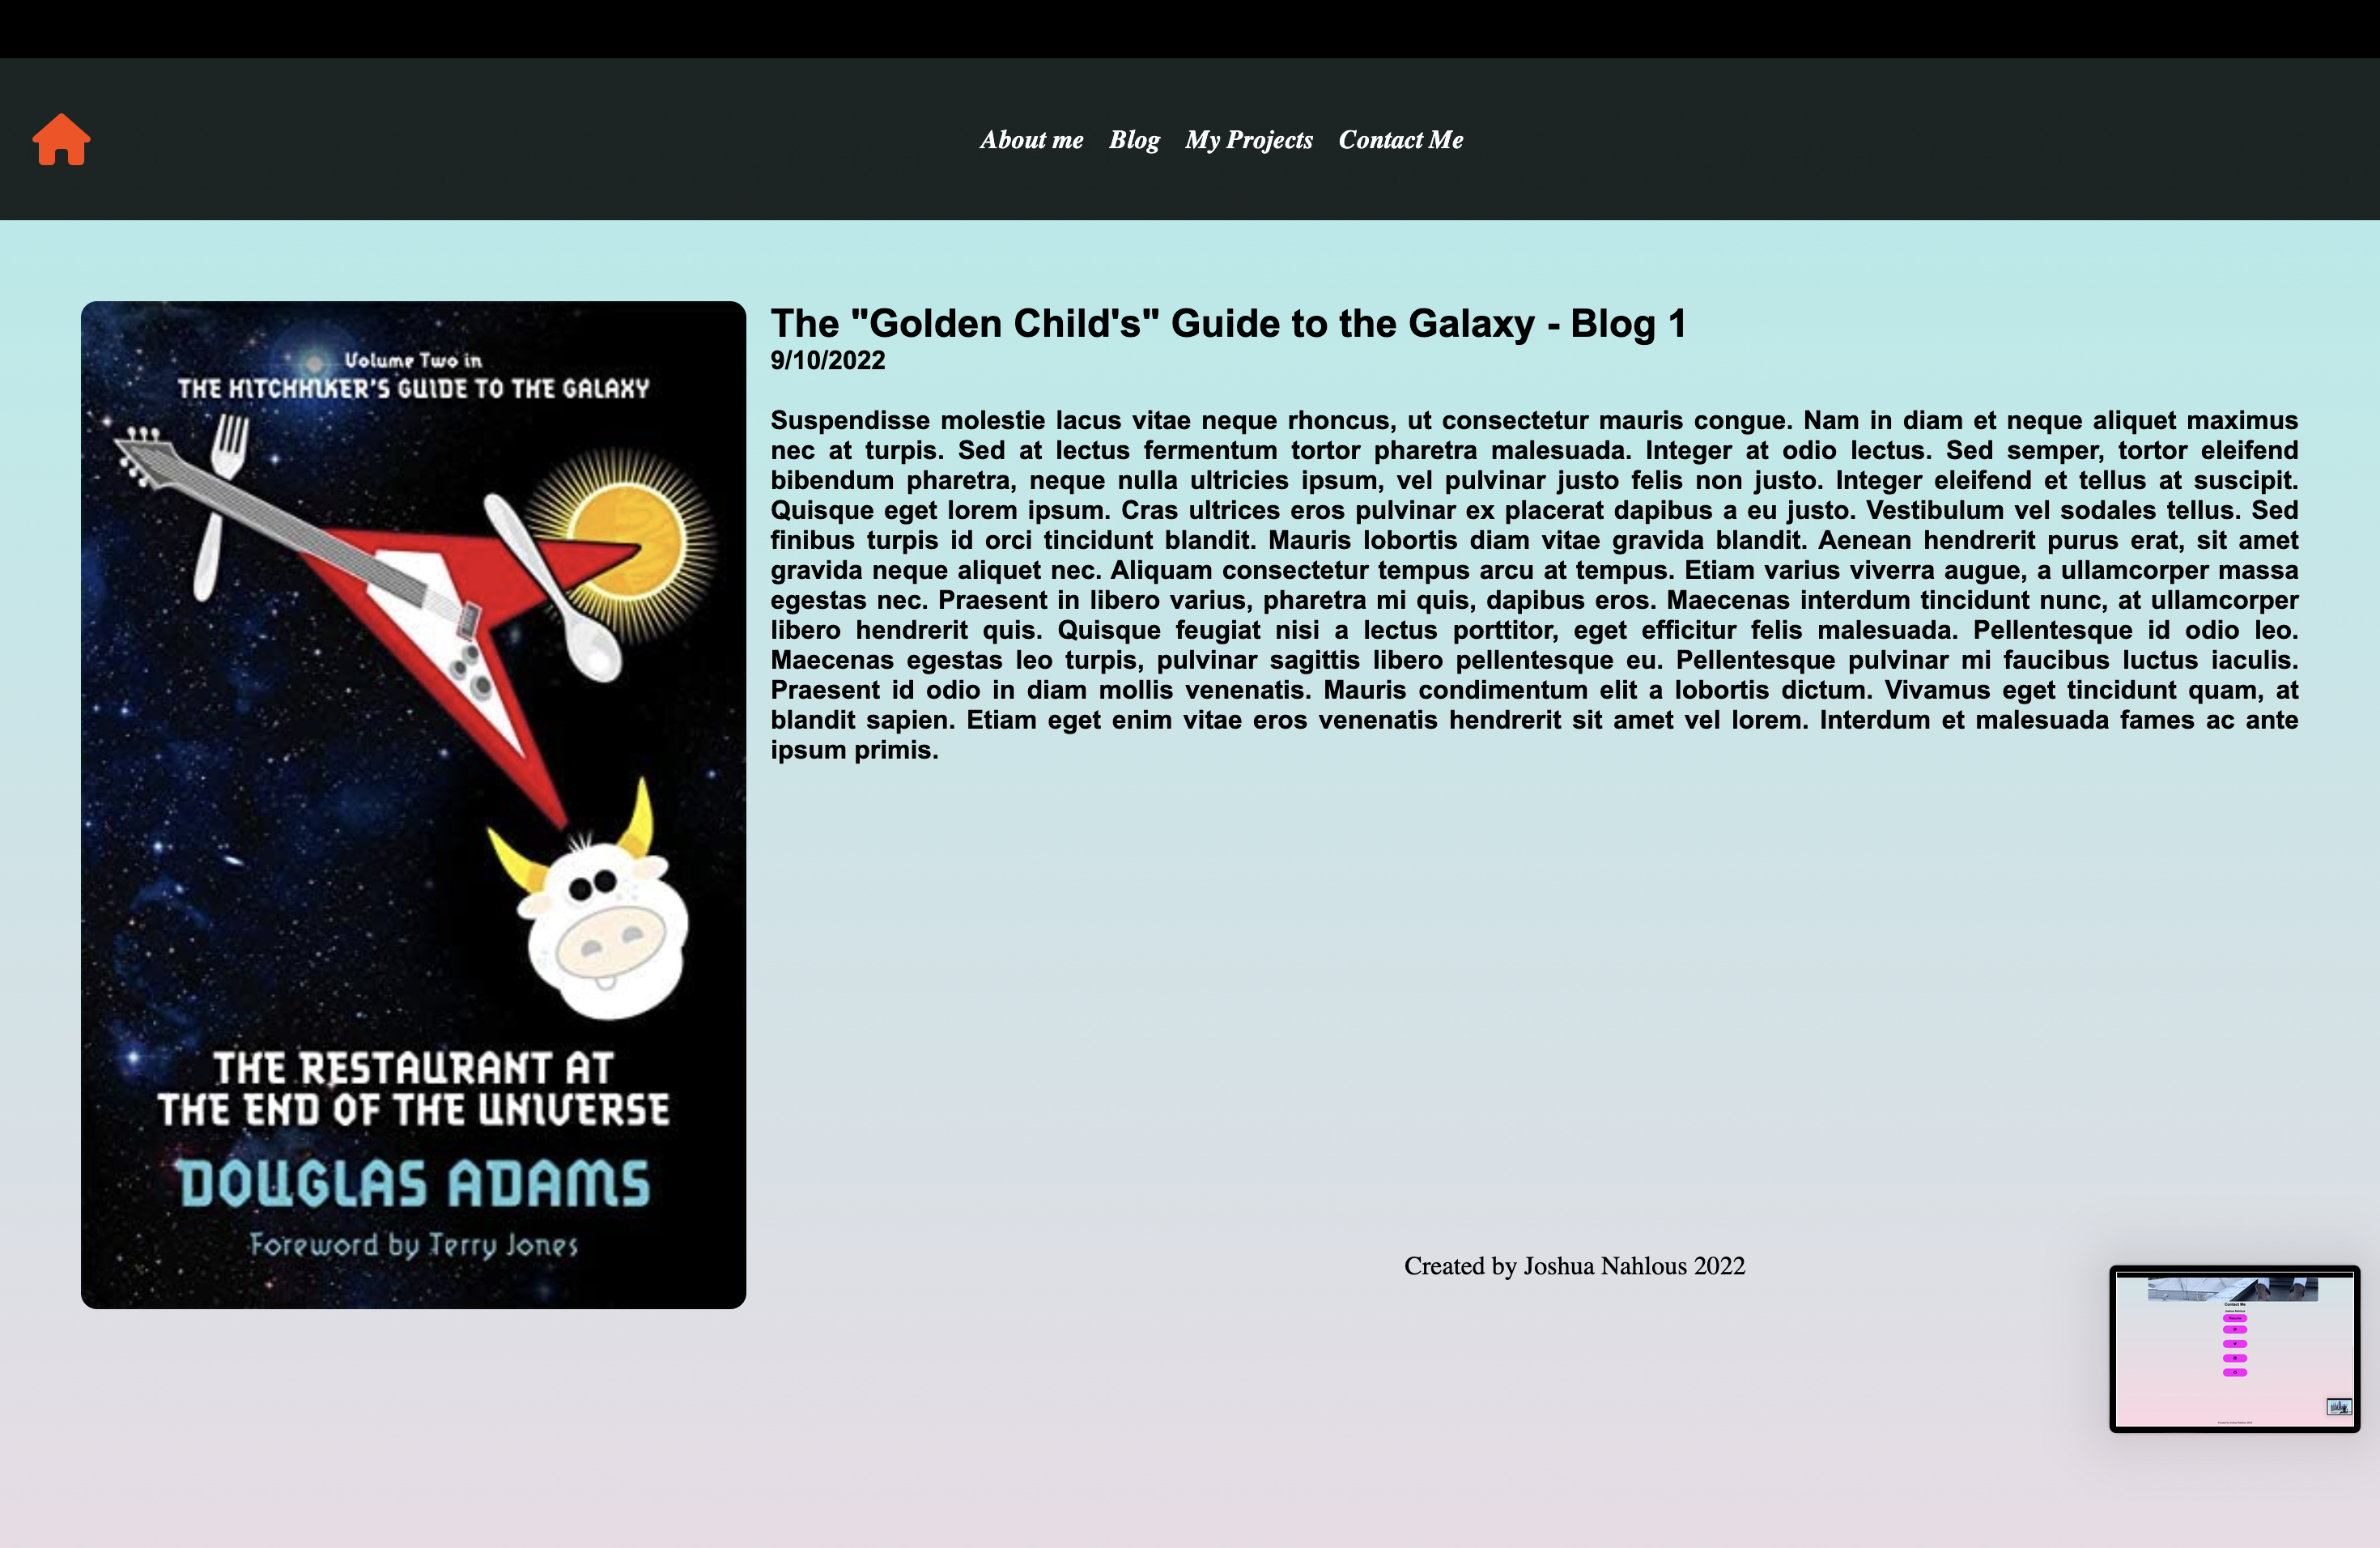 About me Blog My Projects Contact Me
Volume Two in
THE HITCHHIKER'S GUIDE TO THE GALAXY
THE RESTAURANT AT
THE END OF THE UNIVERSE
DOUGLAS ADAMS
Foreword by Terry Jones
The "Golden Child's" Guide to the Galaxy - Blog 1
9/10/2022
Suspendisse molestie lacus vitae neque rhoncus, ut consectetur mauris congue. Nam in diam et neque aliquet maximus
nec at turpis. Sed at lectus fermentum tortor pharetra malesuada. Integer at odio lectus. Sed semper, tortor eleifend
bibendum pharetra, neque nulla ultricies ipsum, vel pulvinar justo felis non justo. Integer eleifend et tellus at suscipit.
Quisque eget lorem ipsum. Cras ultrices eros pulvinar ex placerat dapibus a eu justo. Vestibulum vel sodales tellus. Sed
finibus turpis id orci tincidunt blandit. Mauris lobortis diam vitae gravida blandit. Aenean hendrerit purus erat, sit amet
gravida neque aliquet nec. Aliquam consectetur tempus arcu at tempus. Etiam varius viverra augue, a ullamcorper massa
egestas nec. Praesent in libero varius, pharetra mi quis, dapibus eros. Maecenas interdum tincidunt nunc, at ullamcorper
libero hendrerit quis. Quisque feugiat nisi a lectus porttitor, eget efficitur felis malesuada. Pellentesque id odio leo.
Maecenas egestas leo turpis, pulvinar sagittis libero pellentesque eu. Pellentesque pulvinar mi faucibus luctus iaculis.
Praesent id odio in diam mollis venenatis. Mauris condimentum elit a lobortis dictum. Vivamus eget tincidunt quam, at
blandit sapien. Etiam eget enim vitae eros venenatis hendrerit sit amet vel lorem. Interdum et malesuada fames ac ante
ipsum primis.
Created by Joshua Nahlous 2022
Contact Me
Joshua Nahlous